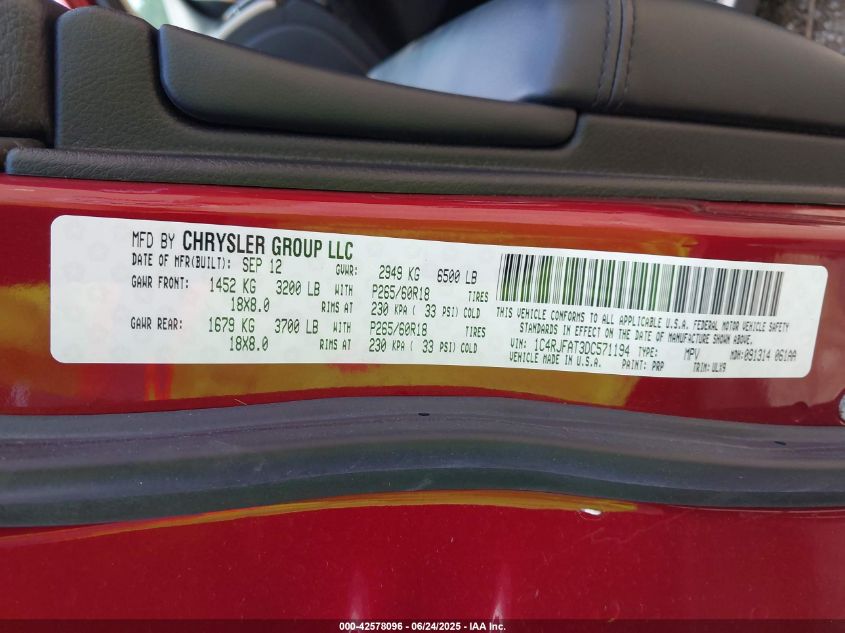 MFD BY CHRYSLER GROUP LLC
DATE OF MFR(BUILT): SEP 12 GVWR: 2949 KG 6500 LB
GAWR FRONT: 1452 KG 3200 LB WITH P265/60R18 TIRES
18X8.0 RIMS AT 230 KPA ( 33 PSI) COLD
GAWR REAR: 1679 KG 3700 LB WITH P265/60R18 TIRES
18X8.0 RIMS AT 230 KPA ( 33 PSI) COLD
THIS VEHICLE CONFORMS TO ALL APPLICABLE U.S.A. FEDERAL MOTOR VEHICLE SAFETY
STANDARDS IN EFFECT ON THE DATE OF MANUFACTURE SHOWN ABOVE.
VIN: 1C4RJFAT3DC571194 TYPE: MPV MDH: 091314 061AA
VEHICLE MADE IN U.S.A. PAINT: PRP TRIM: ULX9
000-42578096 - 06/24/2025 - IAA Inc.